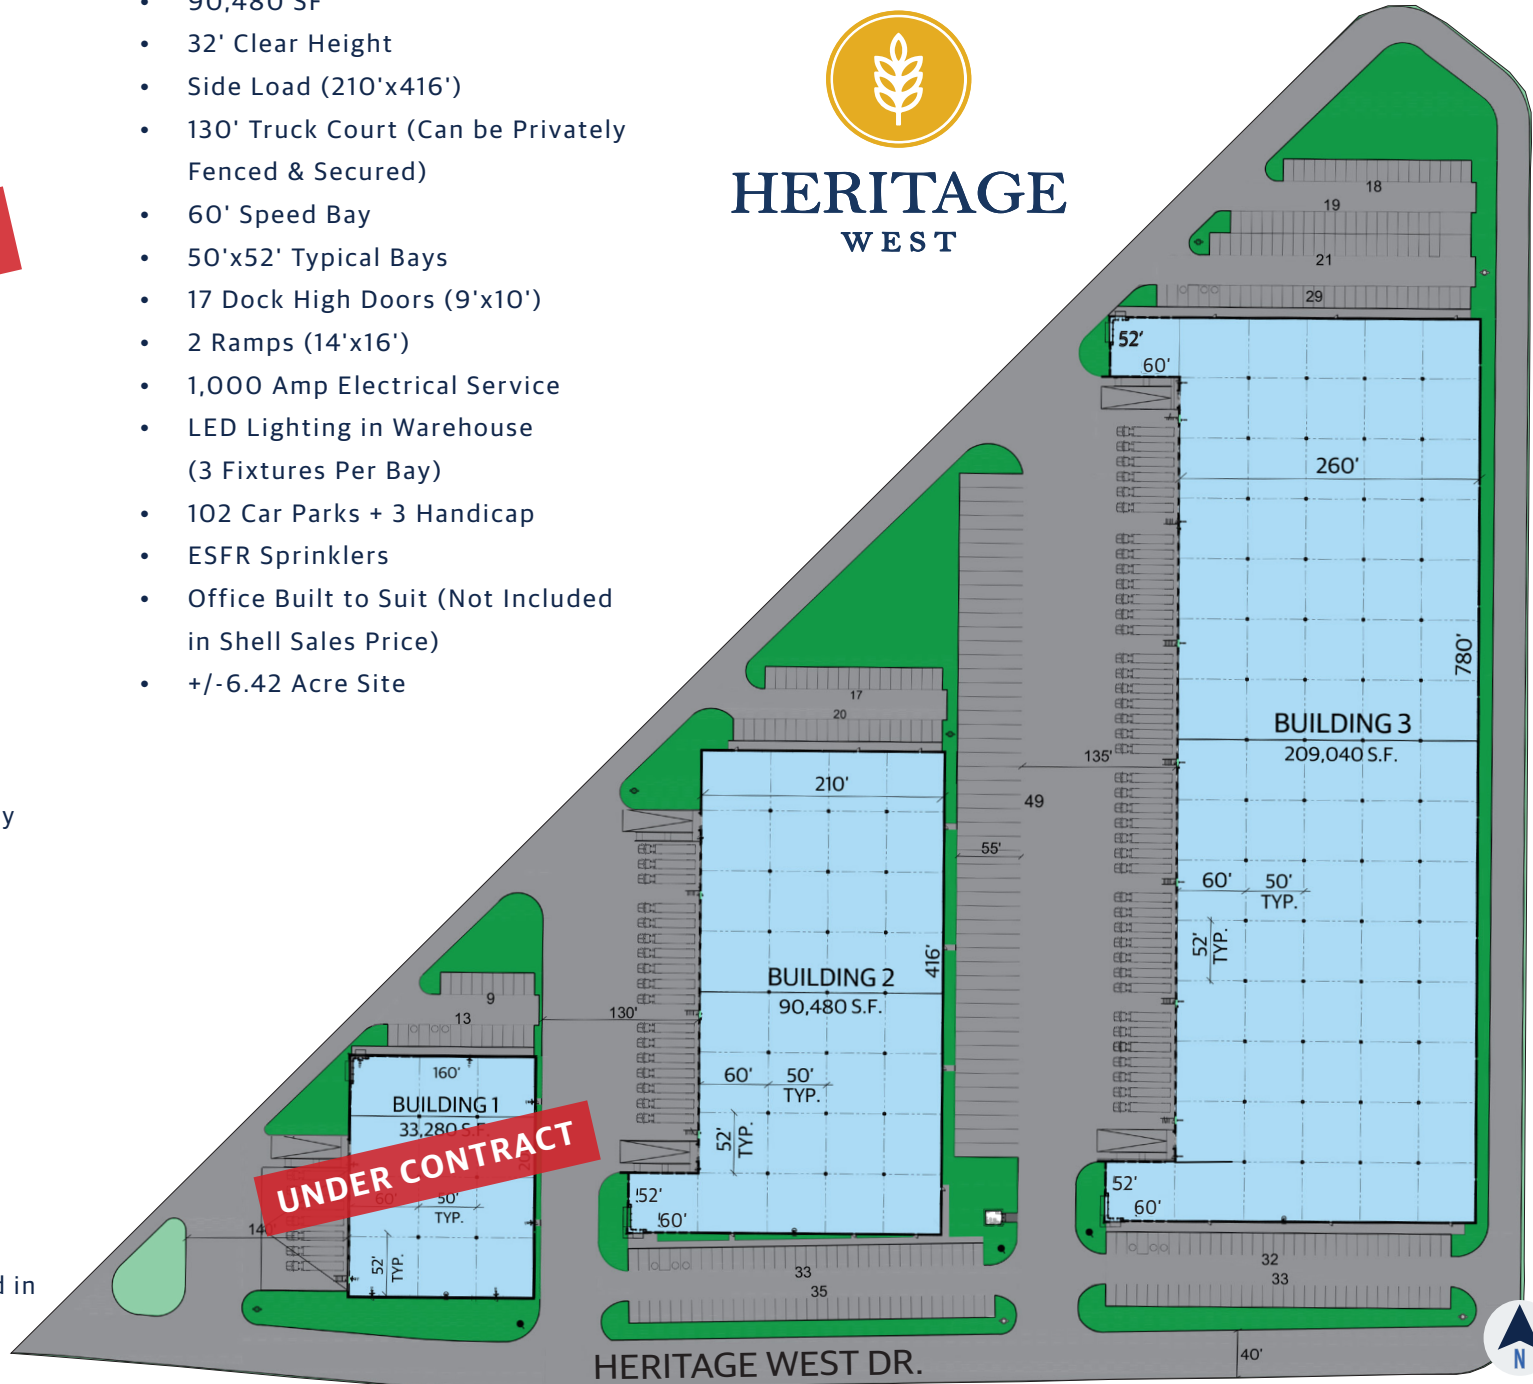 • 90,480 SF
• 32' Clear Height
• Side Load (210'x416')
• 130' Truck Court (Can be Privately
Fenced & Secured)
• 60' Speed Bay
• 50'x52' Typical Bays
• 17 Dock High Doors (9'x10')
• 2 Ramps (14'x16')
• 1,000 Amp Electrical Service
• LED Lighting in Warehouse
(3 Fixtures Per Bay)
• 102 Car Parks + 3 Handicap
• ESFR Sprinklers
• Office Built to Suit (Not Included
in Shell Sales Price)
• +/-6.42 Acre Site
y
d in
HERITAGE
WEST
18
19
21
29
52'
60'
260'
780'
BUILDING 3
209,040 S.F.
135'
49
55'
60'
50'
TYP.
52'
TYP.
52'
60'
32
33
17
20
210'
416'
BUILDING 2
90,480 S.F.
130'
60'
50'
TYP.
52'
TYP.
52'
60'
33
35
9
13
160'
BUILDING 1
33,280 S.F.
UNDER CONTRACT
60'
50'
TYP.
140'
52'
TYP.
HERITAGE WEST DR.
40'
N